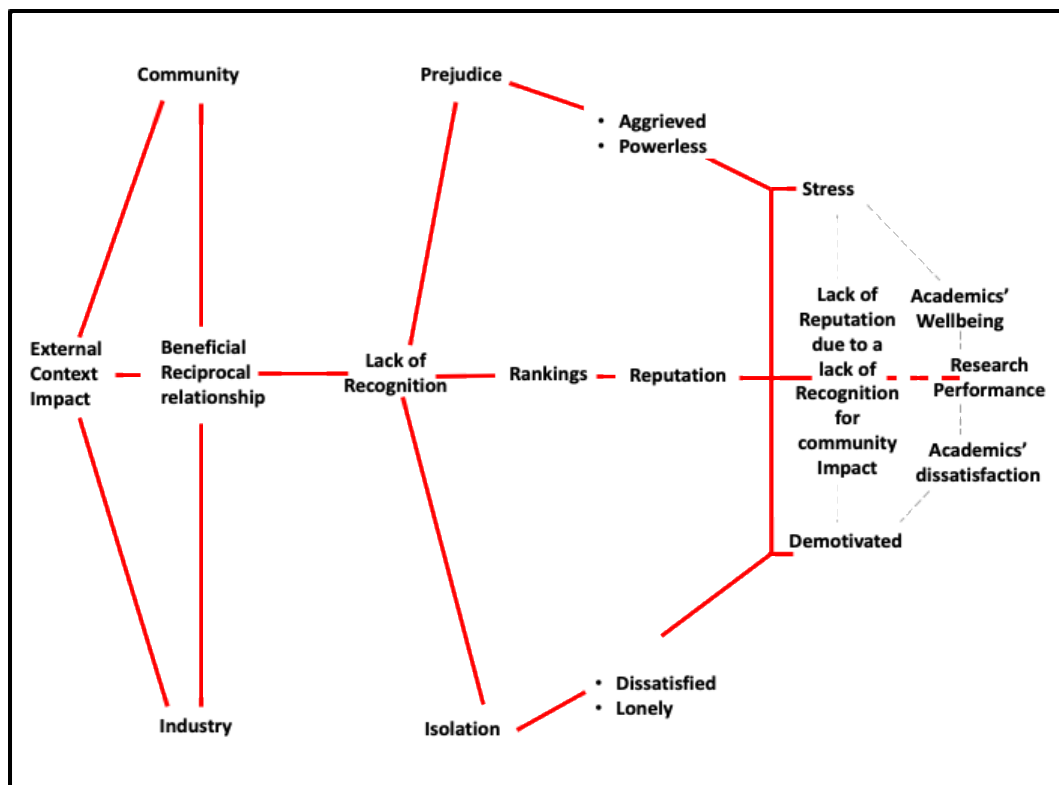 Community
Prejudice
• Aggrieved
• Powerless
Stress
External
Context
Impact
Beneficial
Reciprocal
relationship
Lack of
Recognition
Rankings
Reputation
Lack of
Reputation
due to a
lack of
Recognition
for
community
Impact
Academics’
Wellbeing
Research
Performance
Academics’
dissatisfaction
Demotivated
• Dissatisfied
• Lonely
Industry
Isolation